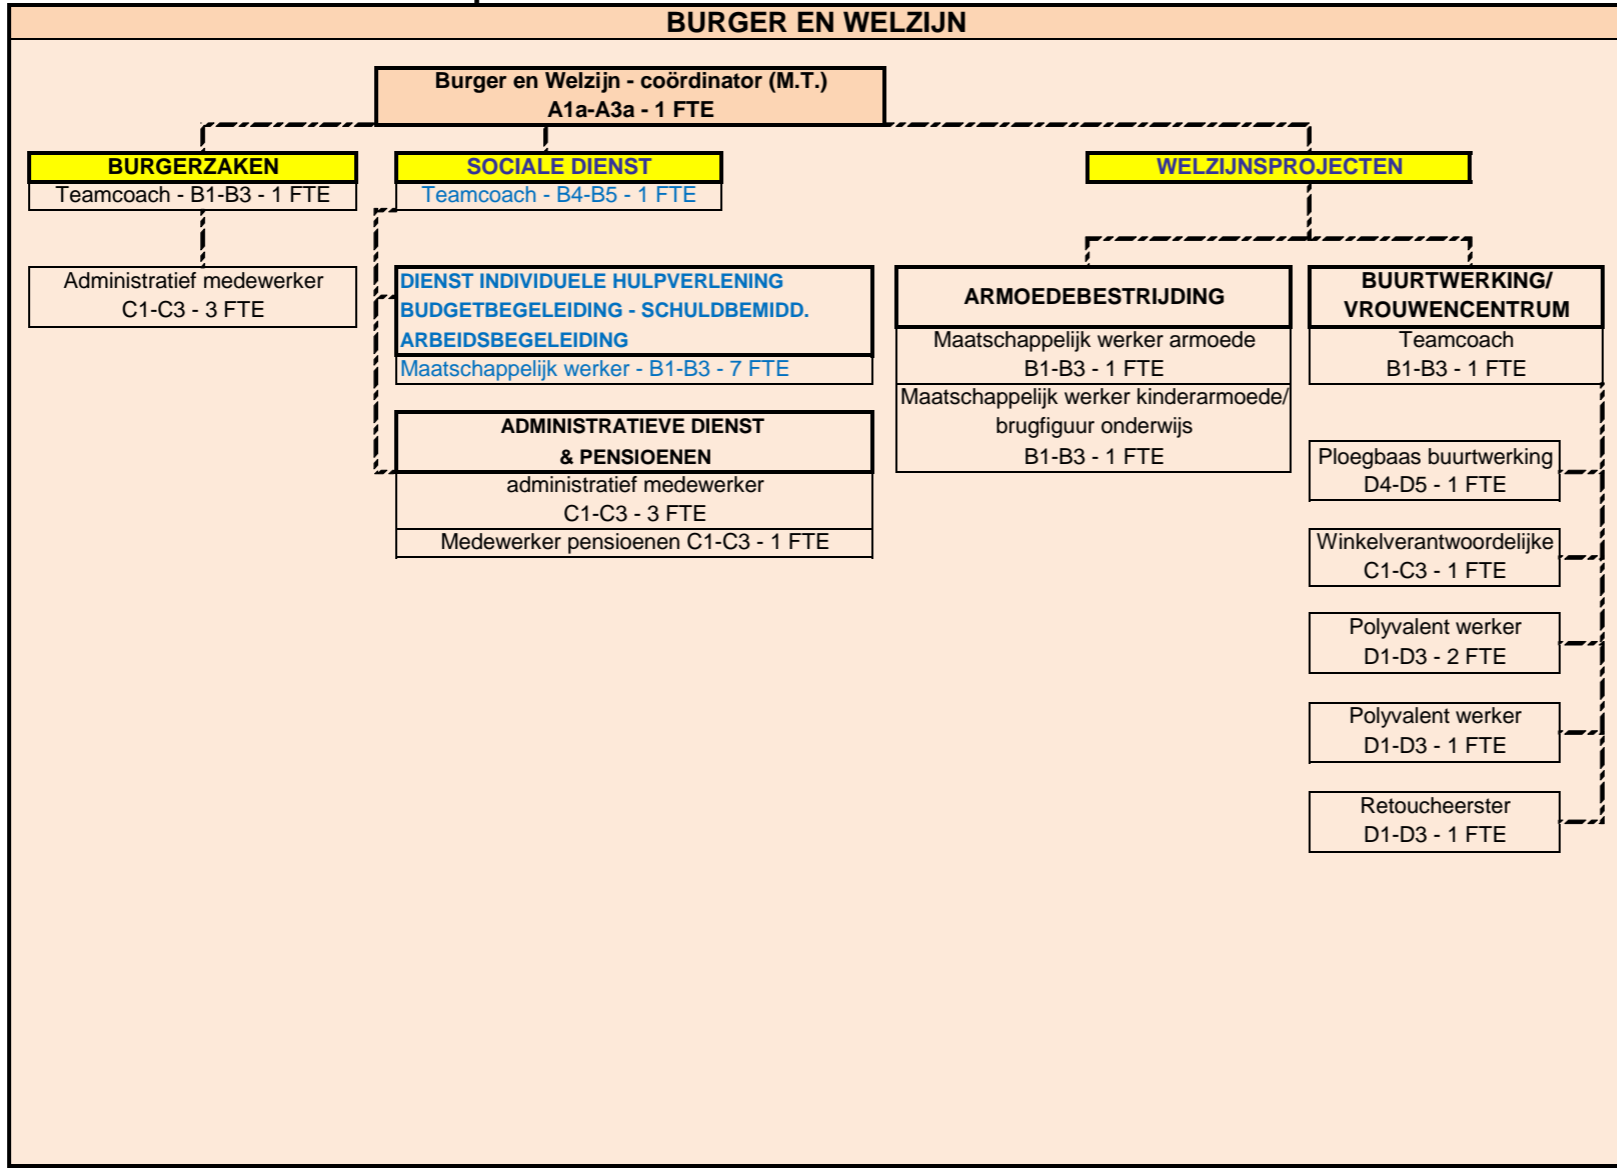 BURGER EN WELZIJN
Burger en Welzijn - coördinator (M.T.)
A1a-A3a - 1 FTE
BURGERZAKEN
Teamcoach - B1-B3 - 1 FTE
Administratief medewerker
C1-C3 - 3 FTE
SOCIALE DIENST
Teamcoach - B4-B5 - 1 FTE
DIENST INDIVIDUELE HULPVERLENING
BUDGETBEGELEIDING - SCHULDBEMIDD.
ARBEIDSBEGELEIDING
Maatschappelijk werker - B1-B3 - 7 FTE
ADMINISTRATIEVE DIENST
& PENSIOENEN
administratief medewerker
C1-C3 - 3 FTE
Medewerker pensioenen C1-C3 - 1 FTE
WELZIJNSPROJECTEN
ARMOEDEBESTRIJDING
Maatschappelijk werker armoede
B1-B3 - 1 FTE
Maatschappelijk werker kinderarmoede/
brugfiguur onderwijs
B1-B3 - 1 FTE
BUURTWERKING/
VROUWENCENTRUM
Teamcoach
B1-B3 - 1 FTE
Ploegbaas buurtwerking
D4-D5 - 1 FTE
Winkelverantwoordelijke
C1-C3 - 1 FTE
Polyvalent werker
D1-D3 - 2 FTE
Polyvalent werker
D1-D3 - 1 FTE
Retoucheerster
D1-D3 - 1 FTE